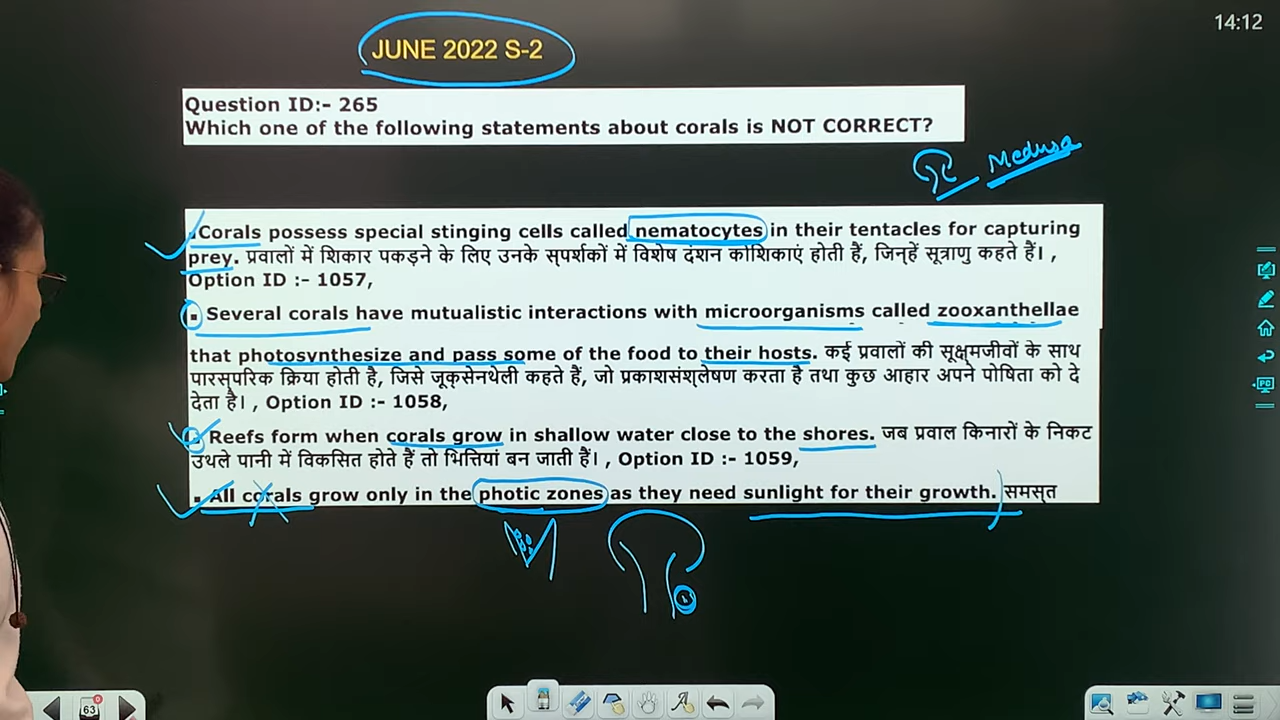 14:12
JUNE 2022 S-2
Question ID:- 265
Which one of the following statements about corals is NOT CORRECT?
Medusa
Corals possess special stinging cells called nematocytes in their tentacles for capturing
prey. प्रवालों में शिकार पकड़ने के लिए उनके स्पर्शकों में विशेष दंशन कोशिकाएं होती हैं, जिन्हें सूत्राणु कहते हैं। ,
Option ID :- 1057,
▪ Several corals have mutualistic interactions with microorganisms called zooxanthellae
that photosynthesize and pass some of the food to their hosts. कई प्रवालों की सूक्ष्मजीवों के साथ
पारस्परिक क्रिया होती है, जिसे जूक्सेनथेली कहते हैं, जो प्रकाशसंश्लेषण करता है तथा कुछ आहार अपने पोषिता को दे
देता है। , Option ID :- 1058,
▪ Reefs form when corals grow in shallow water close to the shores. जब प्रवाल किनारों के निकट
उथले पानी में विकसित होते हैं तो भित्तियां बन जाती हैं। , Option ID :- 1059,
▪ All corals grow only in the photic zones as they need sunlight for their growth. समस्त
63